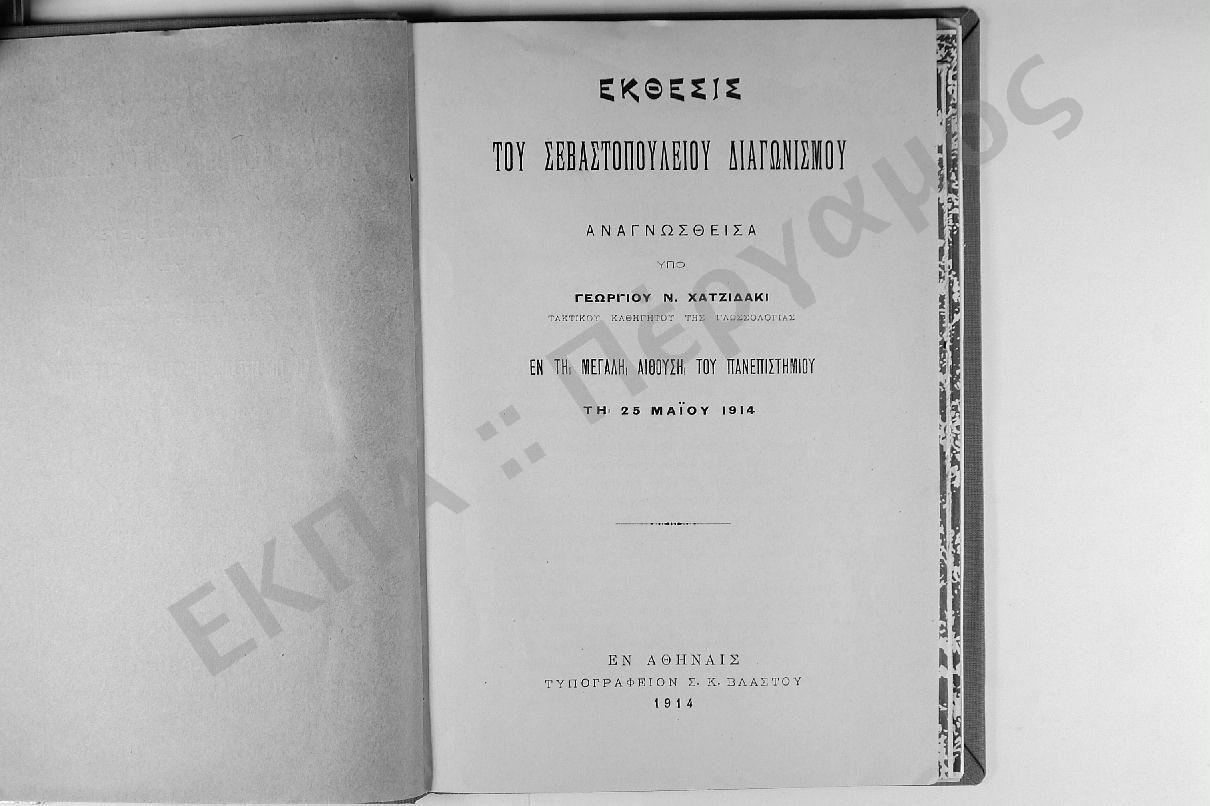 ΕΚΘΕΣΙΣ
ΤΟΥ ΣΕΒΑΣΤΟΠΟΥΛΕΙΟΥ ΔΙΑΓΩΝΙΣΜΟΥ
ΑΝΑΓΝΩΣΘΕΙΣΑ
ΥΠΟ
ΓΕΩΡΓΙΟΥ Ν. ΧΑΤΖΙΔΑΚΙ
ΤΑΚΤΙΚΟΥ ΚΑΘΗΓΗΤΟΥ ΤΗΣ ΓΛΩΣΣΟΛΟΓΙΑΣ
ΕΝ ΤΗι ΜΕΓΑΛΗι ΑΙΘΟΥΣΗι ΤΟΥ ΠΑΝΕΠΙΣΤΗΜΙΟΥ
ΤΗι 25 ΜΑΪΟΥ 1914
ΕΝ ΑΘΗΝΑΙΣ
ΤΥΠΟΓΡΑΦΕΙΟΝ Σ. Κ. ΒΛΑΣΤΟΥ
1914
ΕΚΠΑ :: Πέργαμος